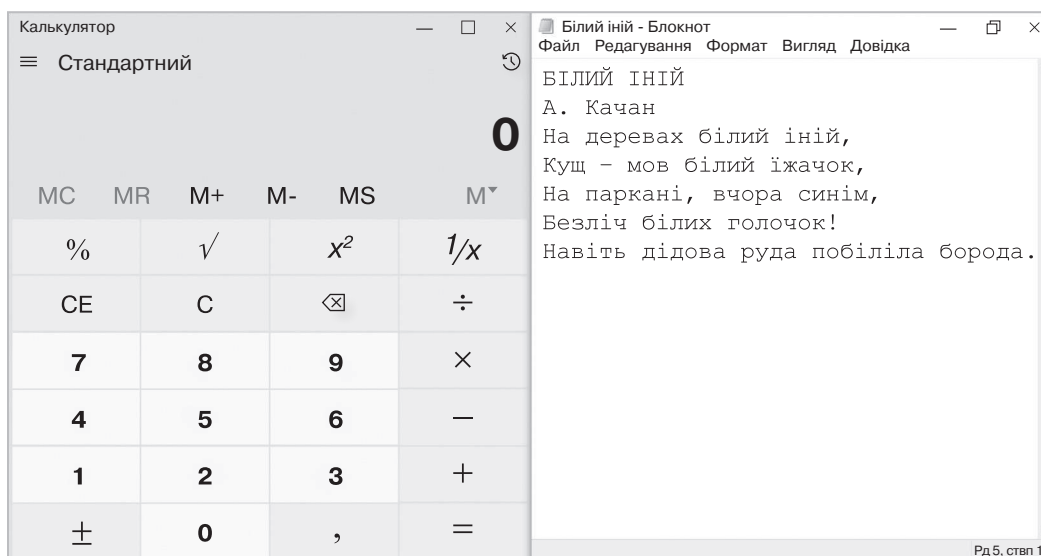 Калькулятор
Стандартний
0
MC MR M+ M- MS M▾
% √ x² 1/x
CE C ⌫ ÷
7 8 9 ×
4 5 6 −
1 2 3 +
± 0 , =
Білий іній - Блокнот
Файл Редагування Формат Вигляд Довідка
БІЛИЙ ІНІЙ
А. Качан
На деревах білий іній,
Кущ – мов білий їжачок,
На паркані, вчора синім,
Безліч білих голочок!
Навіть дідова руда побіліла борода.
Рд 5, ствп 1